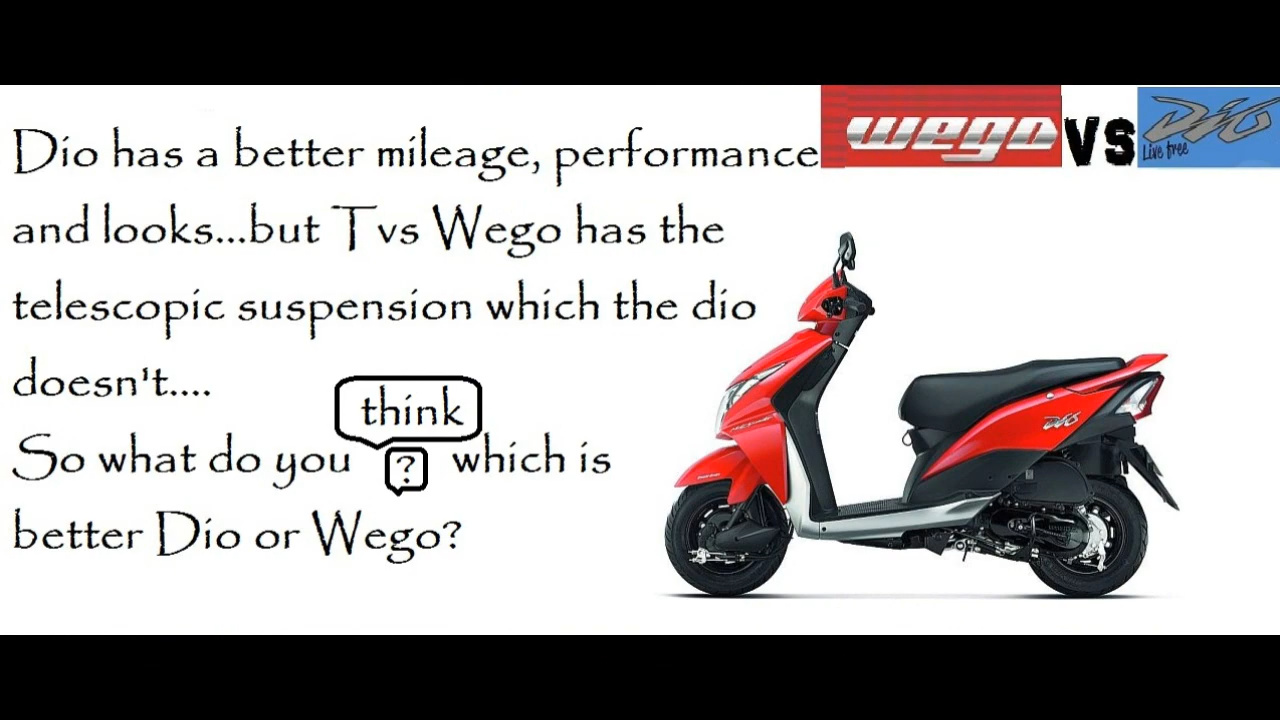 Dio has a better mileage, performance
and looks...but Tvs Wego has the
telescopic suspension which the dio
doesn't....
So what do you think ? which is
better Dio or Wego?
wego VS Dio
Live free
Dio